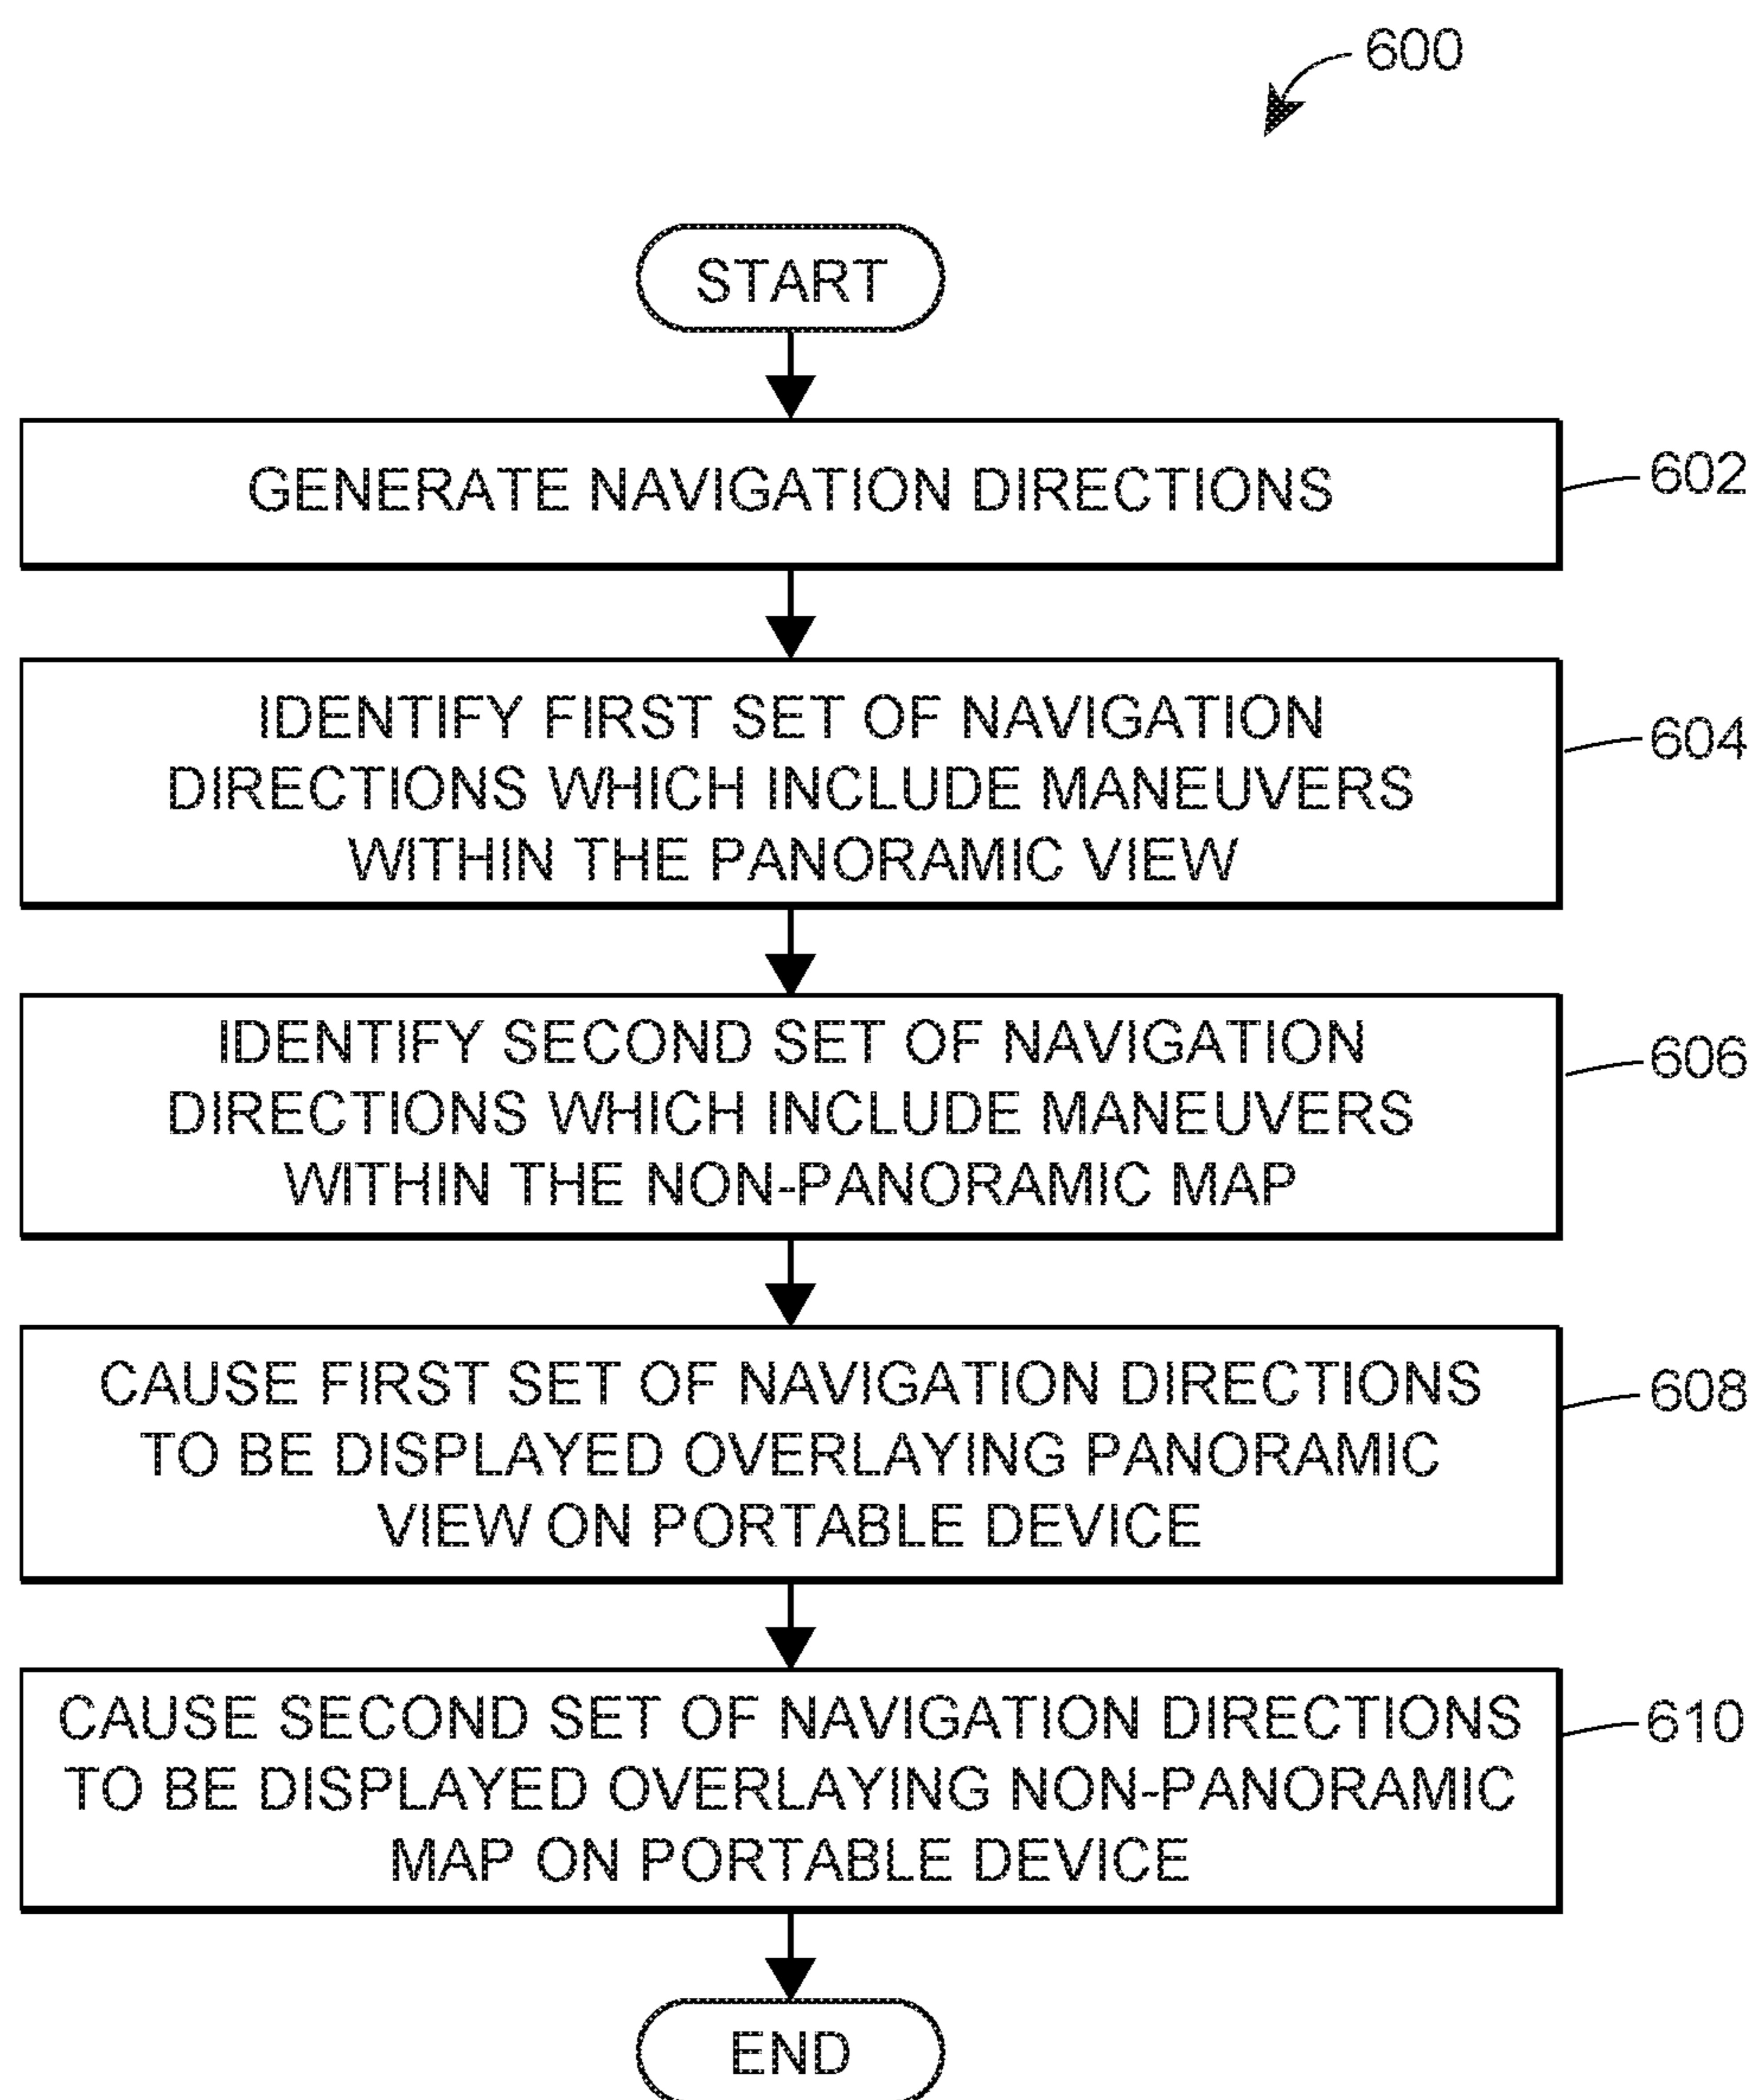 600
START
GENERATE NAVIGATION DIRECTIONS
602
IDENTIFY FIRST SET OF NAVIGATION
DIRECTIONS WHICH INCLUDE MANEUVERS
WITHIN THE PANORAMIC VIEW
604
IDENTIFY SECOND SET OF NAVIGATION
DIRECTIONS WHICH INCLUDE MANEUVERS
WITHIN THE NON-PANORAMIC MAP
606
CAUSE FIRST SET OF NAVIGATION DIRECTIONS
TO BE DISPLAYED OVERLAYING PANORAMIC
VIEW ON PORTABLE DEVICE
608
CAUSE SECOND SET OF NAVIGATION DIRECTIONS
TO BE DISPLAYED OVERLAYING NON-PANORAMIC
MAP ON PORTABLE DEVICE
610
END